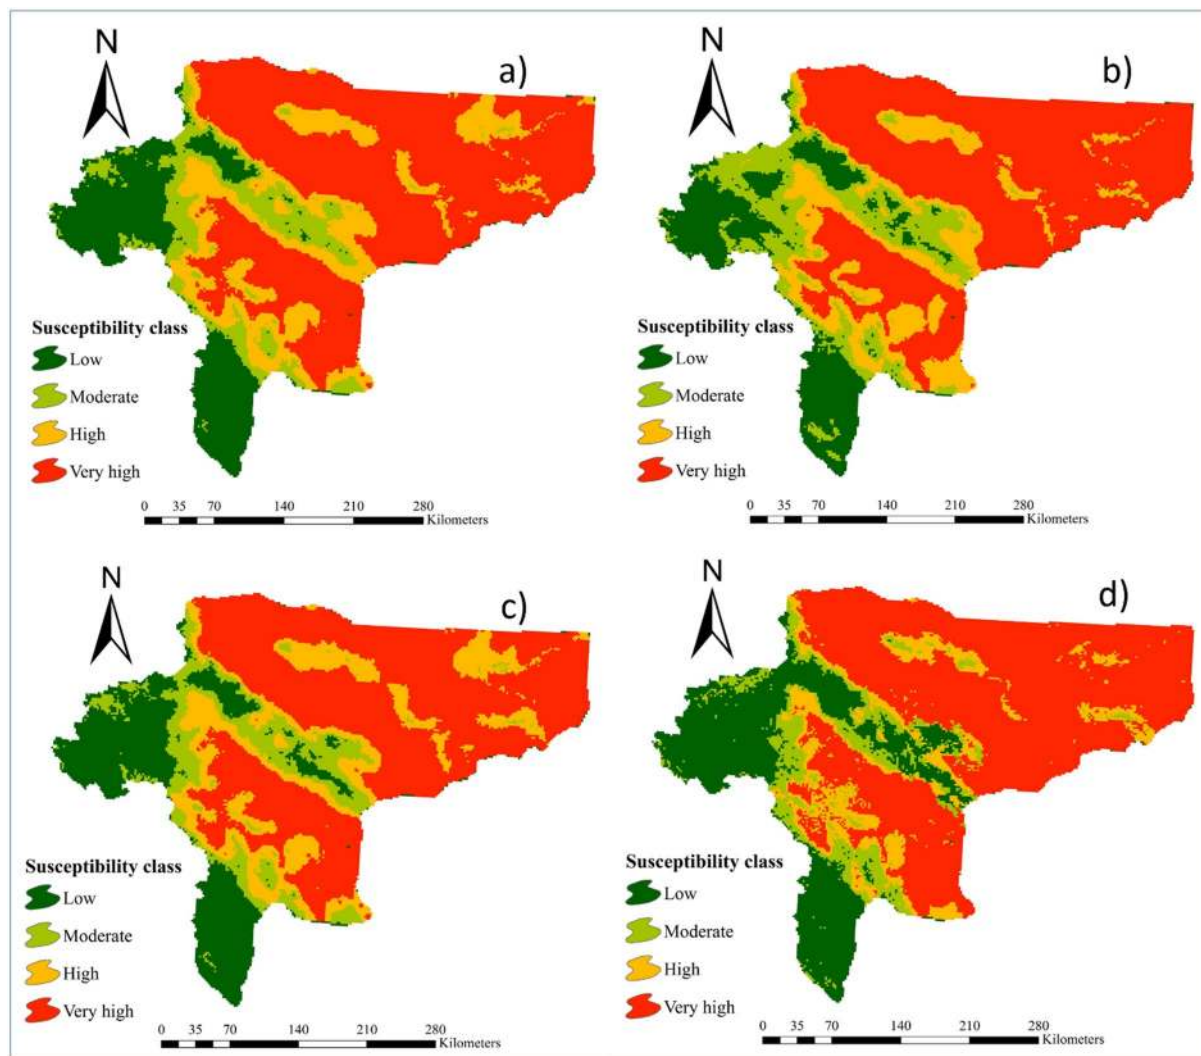 N
a)
Susceptibility class
Low
Moderate
High
Very high
0 35 70 140 210 280
Kilometers
N
b)
Susceptibility class
Low
Moderate
High
Very high
0 35 70 140 210 280
Kilometers
N
c)
Susceptibility class
Low
Moderate
High
Very high
0 35 70 140 210 280
Kilometers
N
d)
Susceptibility class
Low
Moderate
High
Very high
0 35 70 140 210 280
Kilometers